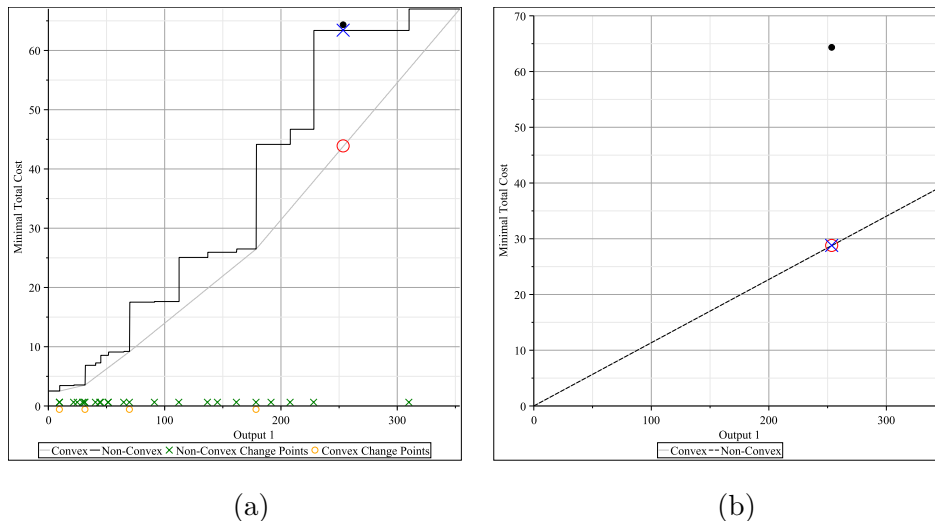 Minimal Total Cost
60
50
40
30
20
10
0
0 100 200 300
Output 1
Convex Non-Convex Non-Convex Change Points Convex Change Points
(a)
Minimal Total Cost
70
60
50
40
30
20
10
0
0 100 200 300
Output 1
Convex Non-Convex
(b)